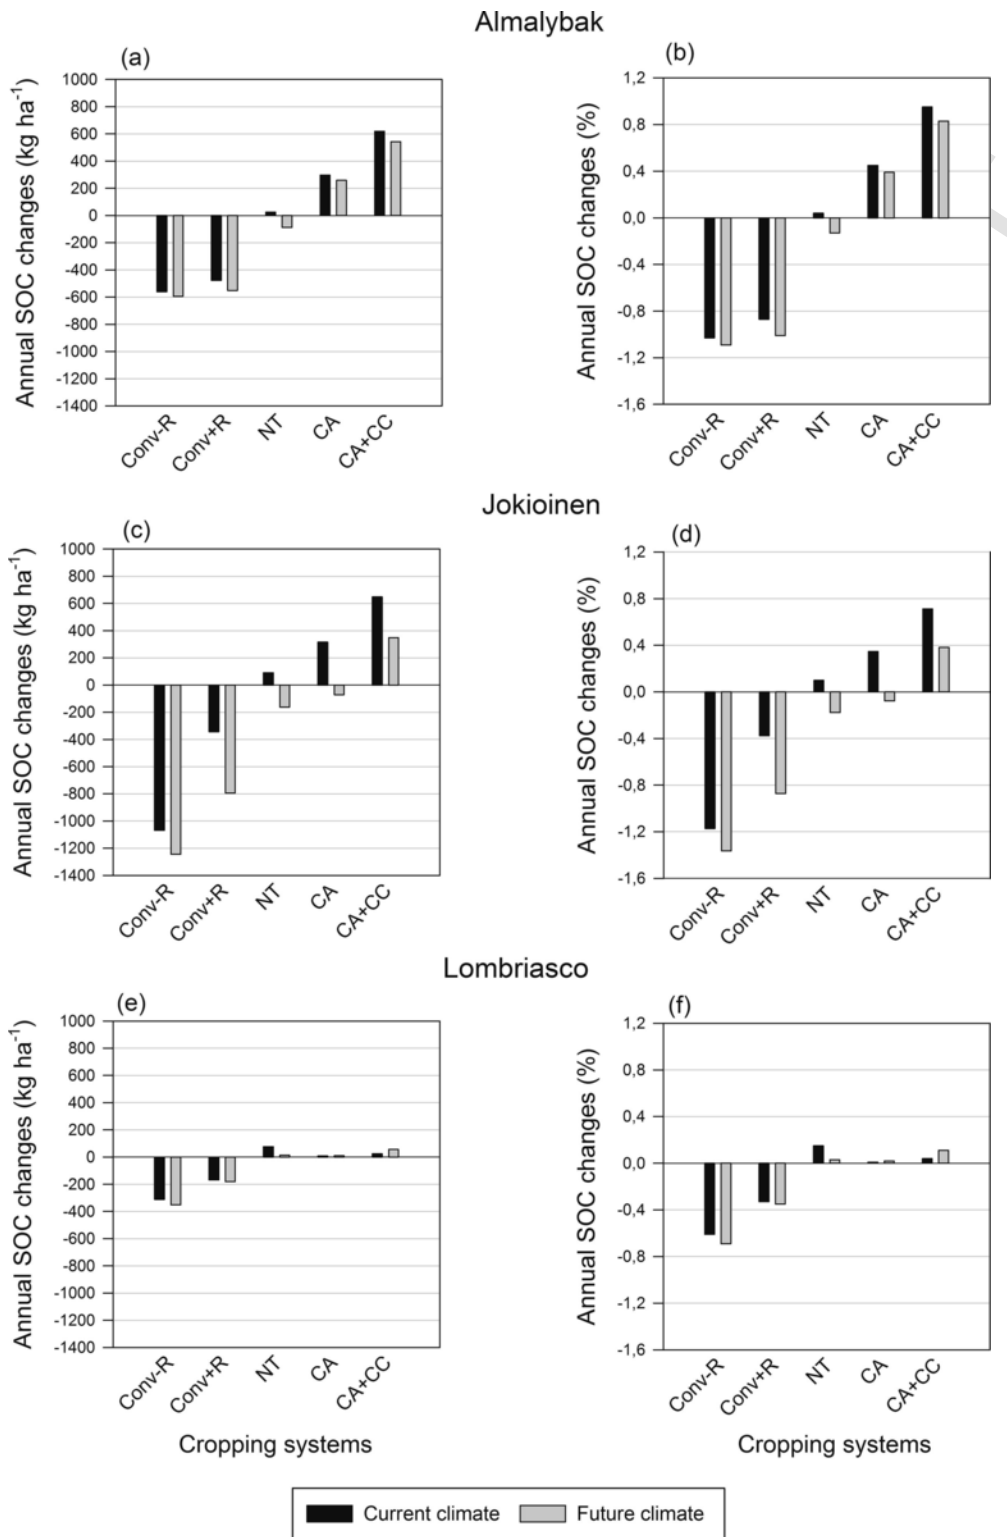 Almalybak
(a)
(b)
Annual SOC changes (kg ha⁻¹)
1000
800
600
400
200
0
-200
-400
-600
-800
-1000
-1200
-1400
Conv-R
Conv+R
NT
CA
CA+CC
Annual SOC changes (%)
1,2
0,8
0,4
0,0
-0,4
-0,8
-1,2
-1,6
Conv-R
Conv+R
NT
CA
CA+CC
Jokioinen
(c)
(d)
Annual SOC changes (kg ha⁻¹)
1000
800
600
400
200
0
-200
-400
-600
-800
-1000
-1200
-1400
Conv-R
Conv+R
NT
CA
CA+CC
Annual SOC changes (%)
1,2
0,8
0,4
0,0
-0,4
-0,8
-1,2
-1,6
Conv-R
Conv+R
NT
CA
CA+CC
Lombriasco
(e)
(f)
Annual SOC changes (kg ha⁻¹)
1000
800
600
400
200
0
-200
-400
-600
-800
-1000
-1200
-1400
Conv-R
Conv+R
NT
CA
CA+CC
Cropping systems
Annual SOC changes (%)
1,2
0,8
0,4
0,0
-0,4
-0,8
-1,2
-1,6
Conv-R
Conv+R
NT
CA
CA+CC
Cropping systems
Current climate
Future climate